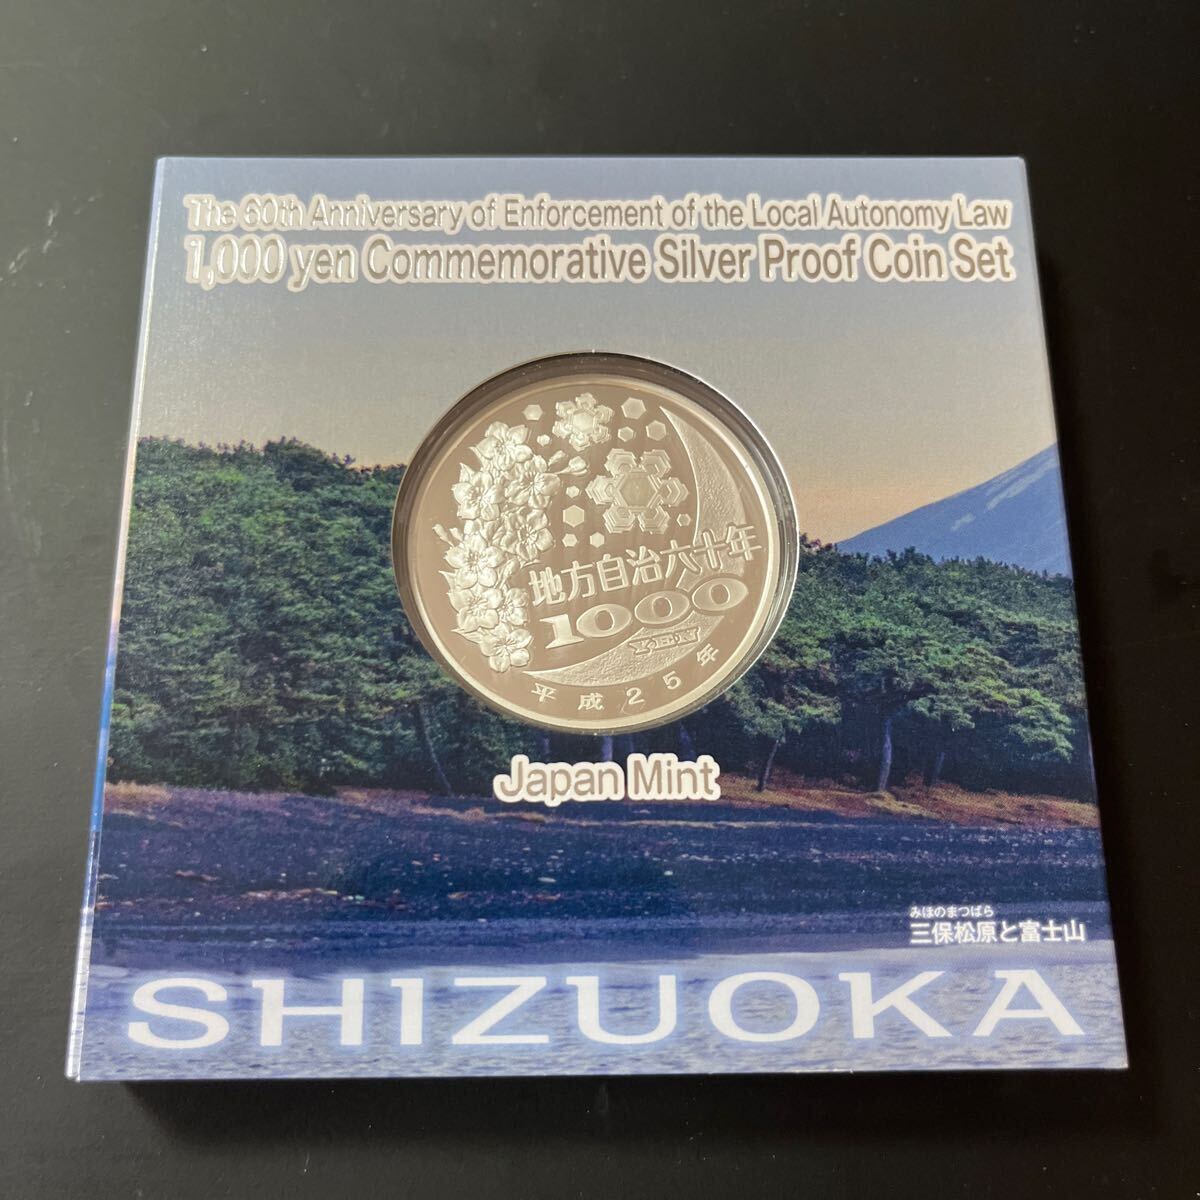 The 60th Anniversary of Enforcement of the Local Autonomy Law
1,000 yen Commemorative Silver Proof Coin Set
地方自治六十年
1000
YEN
平成25年
Japan Mint
みほのまつばら
三保松原と富士山
SHIZUOKA